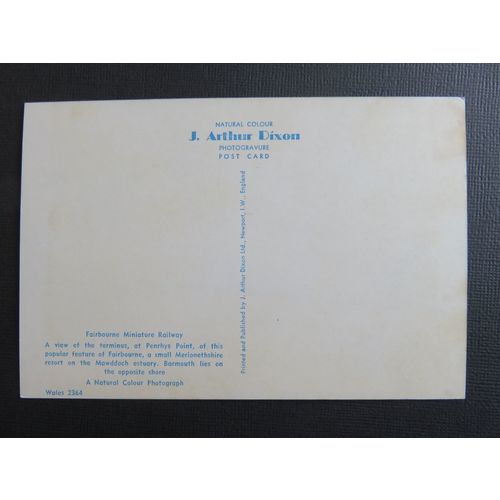 NATURAL COLOUR
J. Arthur Dixon
PHOTOGRAVURE
POST CARD
Printed and Published by J. Arthur Dixon Ltd., Newport, I.W., England
Fairbourne Miniature Railway
A view of the terminus, at Penrhyn Point, of this
popular feature of Fairbourne, a small Merionethshire
resort on the Mawddach estuary. Barmouth lies on
the opposite shore
A Natural Colour Photograph
Wales 2364